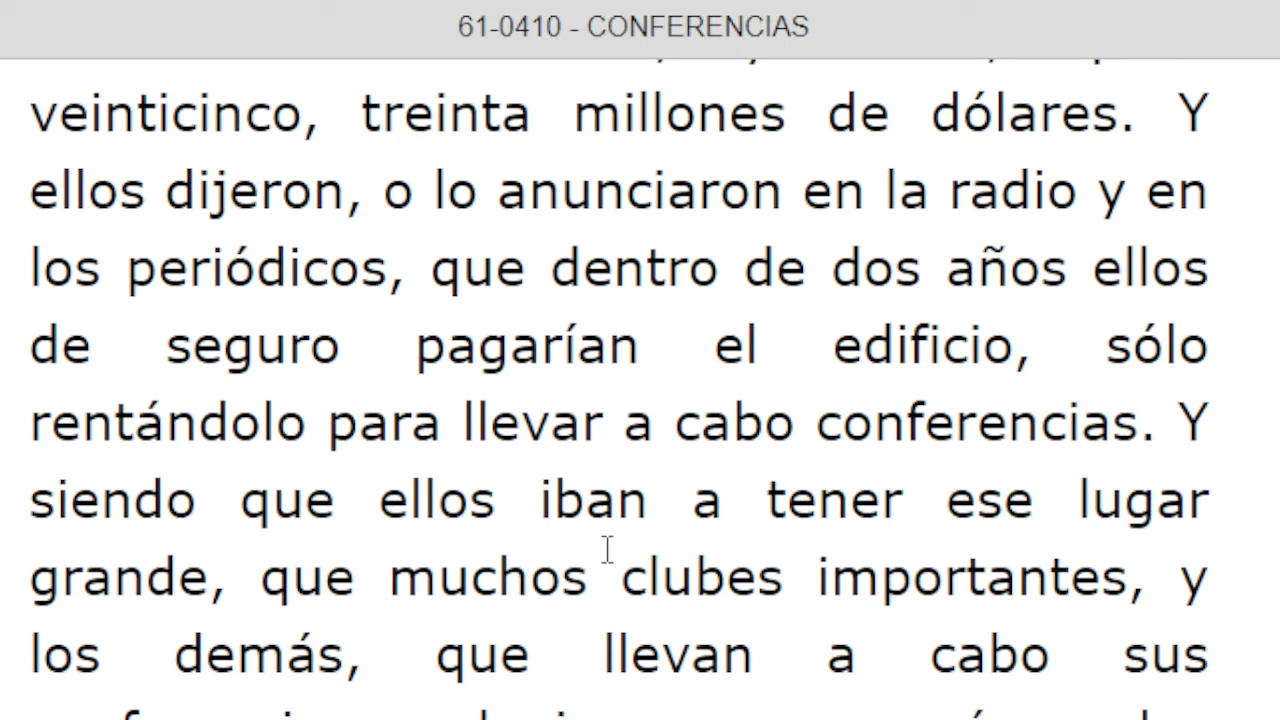 61-0410 - CONFERENCIAS
veinticinco, treinta millones de dólares. Y
ellos dijeron, o lo anunciaron en la radio y en
los periódicos, que dentro de dos años ellos
de seguro pagarían el edificio, sólo
rentándolo para llevar a cabo conferencias. Y
siendo que ellos iban a tener ese lugar
grande, que muchos clubes importantes, y
los demás, que llevan a cabo sus